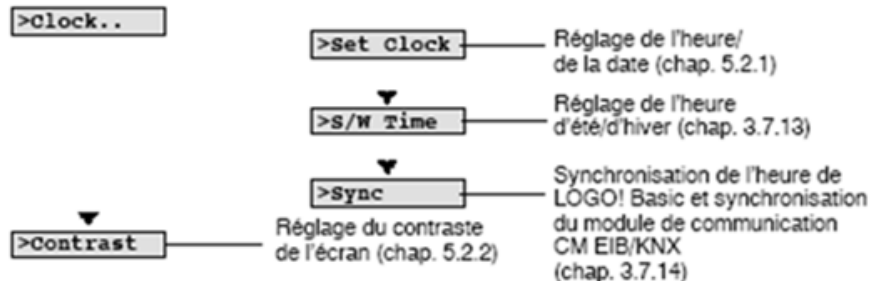 >Clock..
>Set Clock
Réglage de l'heure/
de la date (chap. 5.2.1)
>S/W Time
Réglage de l'heure
d'été/d'hiver (chap. 3.7.13)
>Sync
Synchronisation de l'heure de
LOGO! Basic et synchronisation
du module de communication
CM EIB/KNX
(chap. 3.7.14)
>Contrast
Réglage du contraste
de l'écran (chap. 5.2.2)